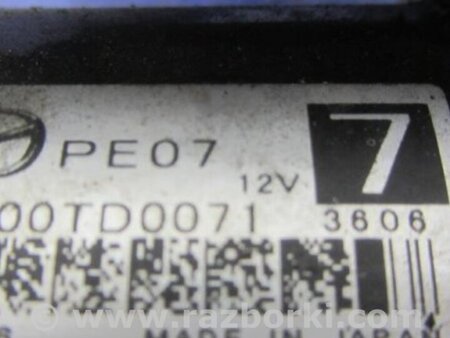 PE07
12V
7
00TD0071
3606
MADE IN JAPAN
© www.razborki.com